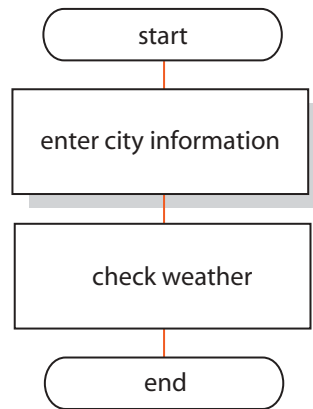 start
enter city information
check weather
end